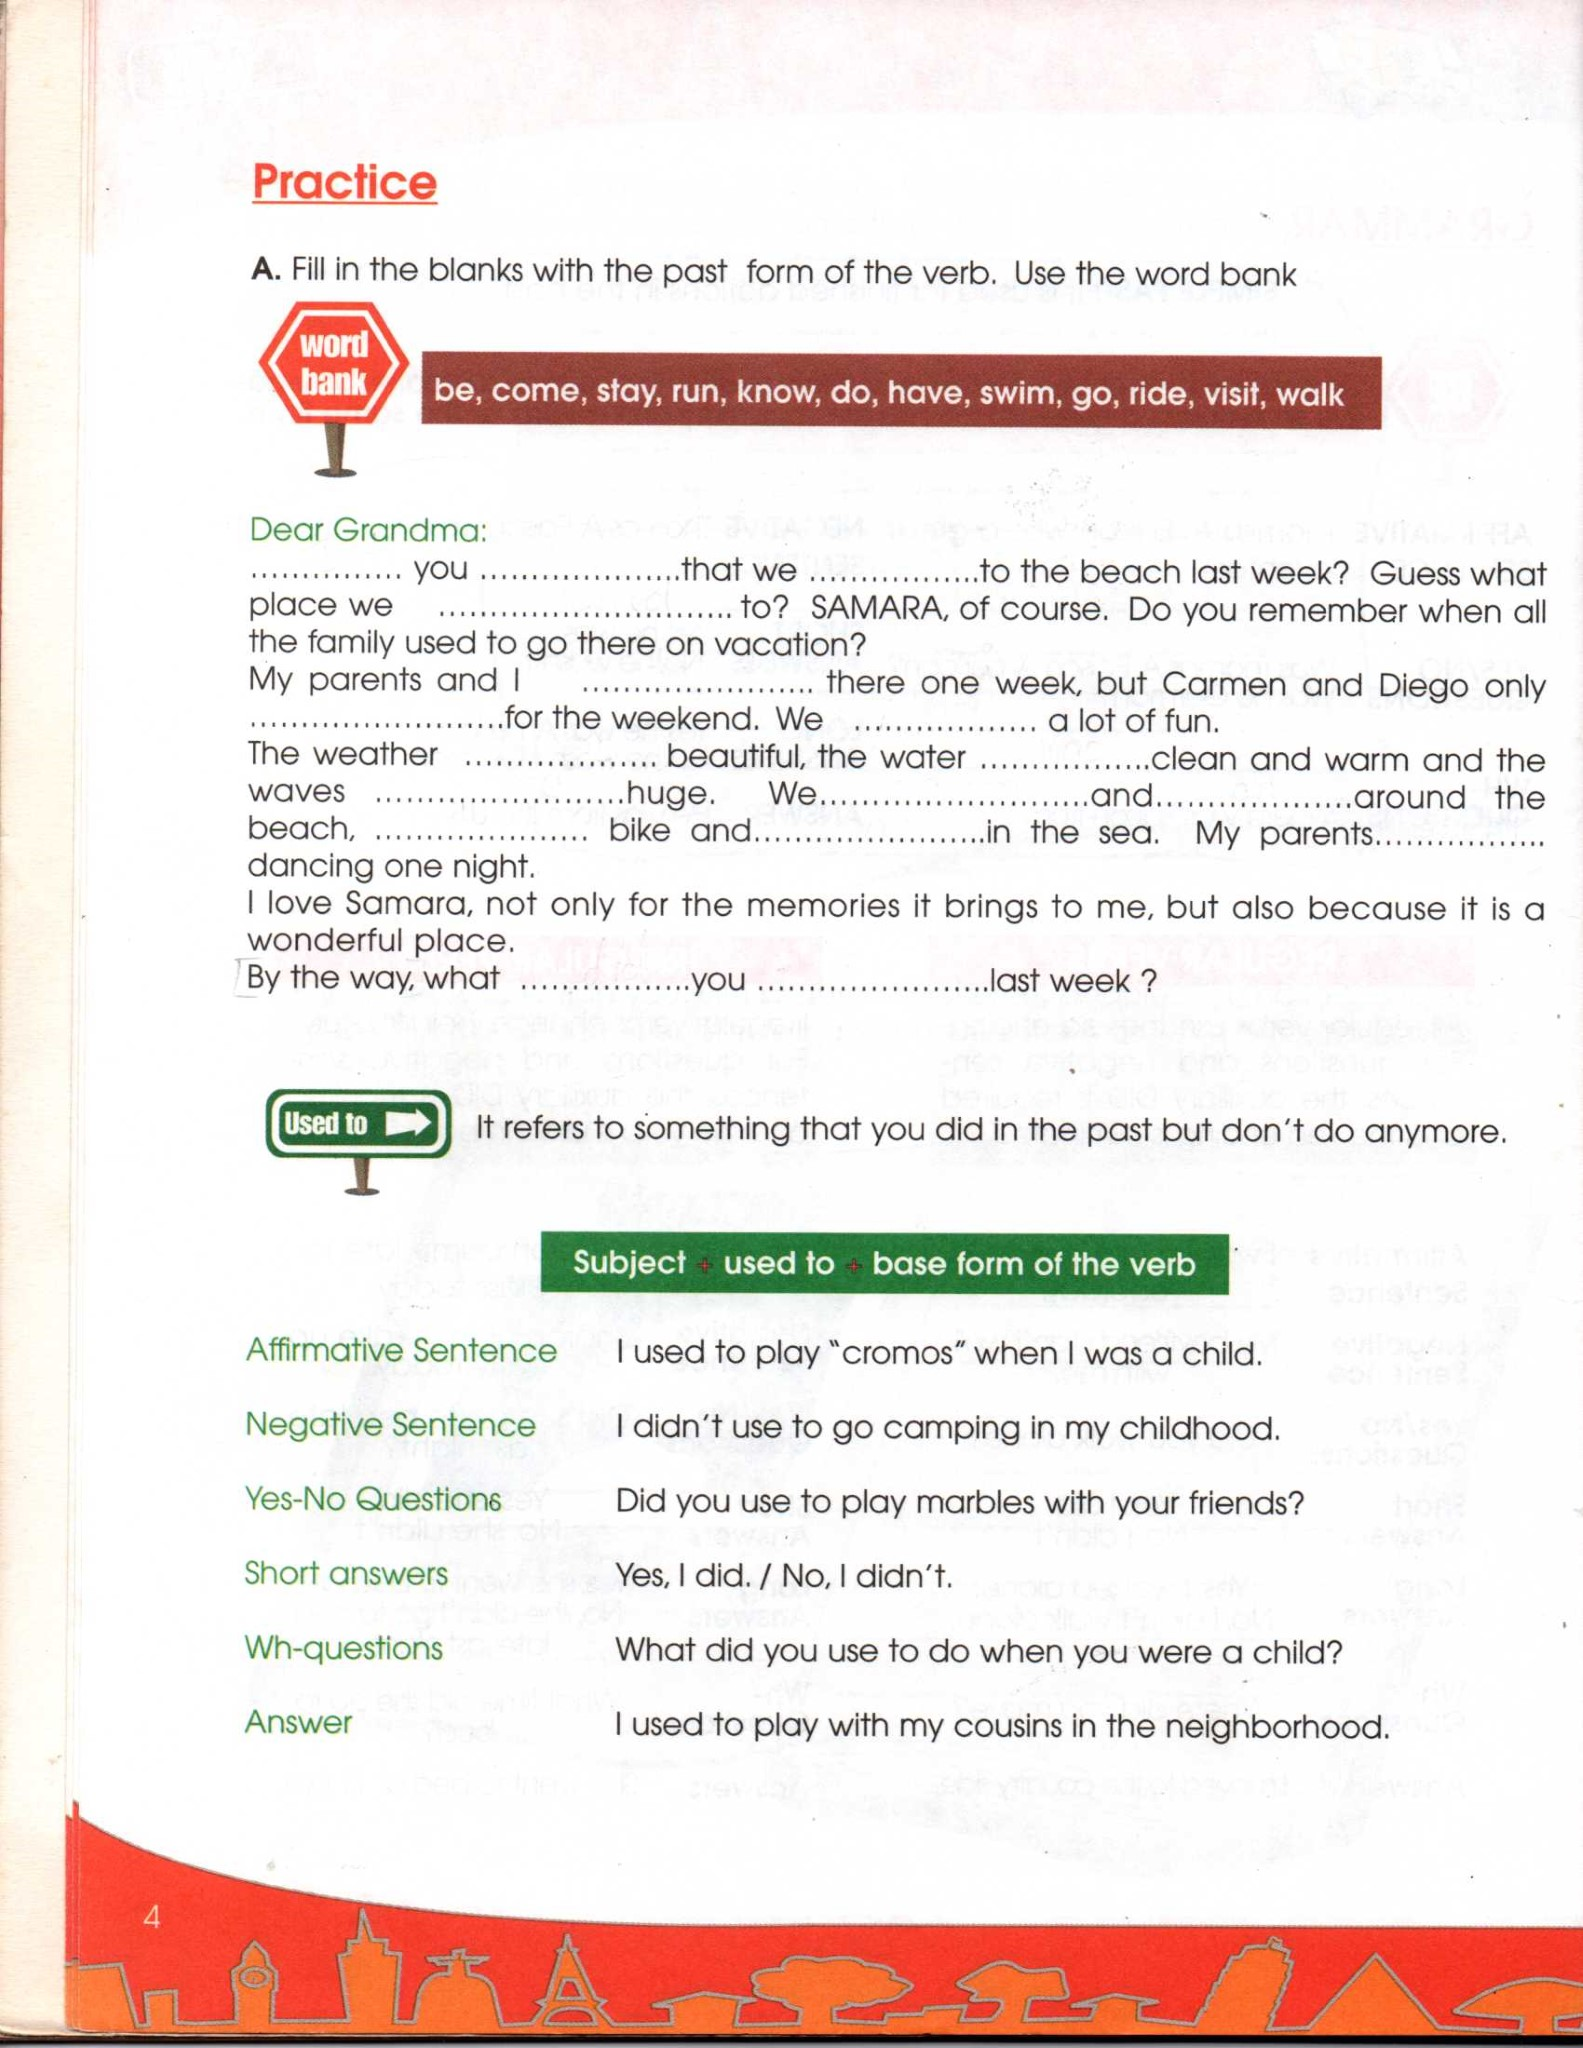 Practice
A. Fill in the blanks with the past form of the verb. Use the word bank
word
bank
be, come, stay, run, know, do, have, swim, go, ride, visit, walk
Dear Grandma:
............... you ....................that we .................to the beach last week? Guess what
place we ............................. to? SAMARA, of course. Do you remember when all
the family used to go there on vacation?
My parents and I ....................... there one week, but Carmen and Diego only
.........................for the weekend. We .................. a lot of fun.
The weather ................... beautiful, the water .................clean and warm and the
waves .........................huge. We...........................and....................around the
beach, ..................... bike and.......................in the sea. My parents.................
dancing one night.
I love Samara, not only for the memories it brings to me, but also because it is a
wonderful place.
By the way, what .................you .......................last week ?
Used to
It refers to something that you did in the past but don't do anymore.
Subject + used to + base form of the verb
Affirmative Sentence I used to play "cromos" when I was a child.
Negative Sentence I didn't use to go camping in my childhood.
Yes-No Questions Did you use to play marbles with your friends?
Short answers Yes, I did. / No, I didn't.
Wh-questions What did you use to do when you were a child?
Answer I used to play with my cousins in the neighborhood.
4